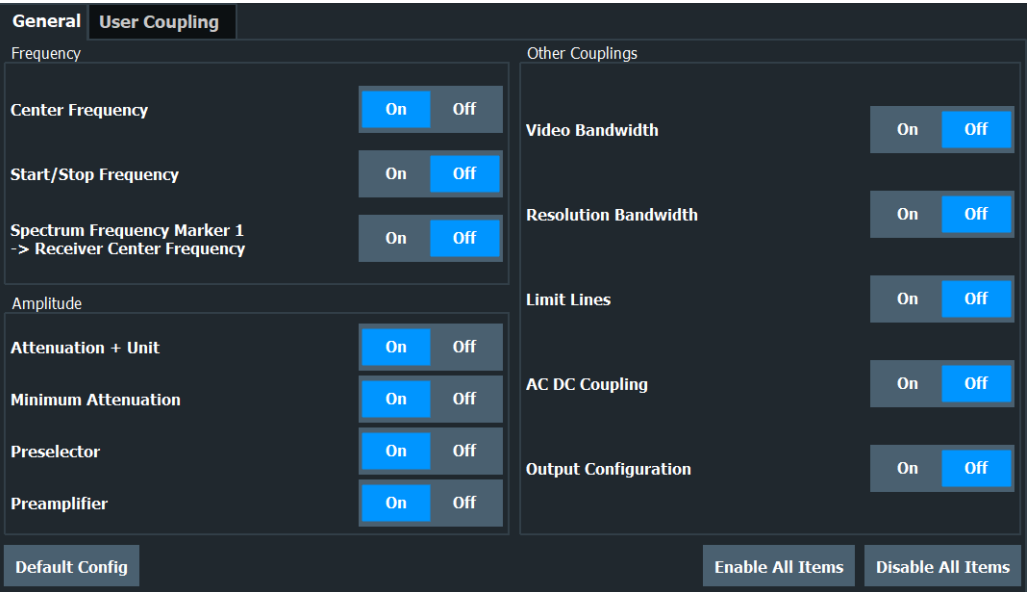 General User Coupling
Frequency
Center Frequency On Off
Start/Stop Frequency On Off
Spectrum Frequency Marker 1
-> Receiver Center Frequency On Off
Amplitude
Attenuation + Unit On Off
Minimum Attenuation On Off
Preselector On Off
Preamplifier On Off
Other Couplings
Video Bandwidth On Off
Resolution Bandwidth On Off
Limit Lines On Off
AC DC Coupling On Off
Output Configuration On Off
Default Config Enable All Items Disable All Items